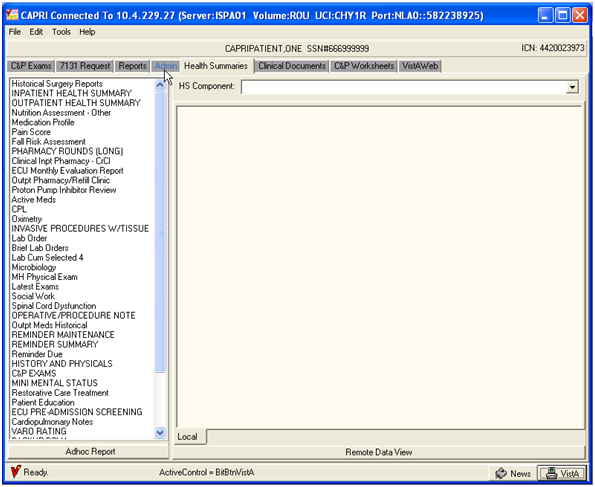 CAPRI Connected To 10.4.229.27 (Server:ISPA01 Volume:ROU UCI:CHY1R Port:NLA0::582238925)
File Edit Tools Help
CAPRIPATIENT,ONE SSN#666999999 ICN: 4420023973
C&P Exams 7131 Request Reports Admin Health Summaries Clinical Documents C&P Worksheets VistAWeb
HS Component:
Historical Surgery Reports
INPATIENT HEALTH SUMMARY
OUTPATIENT HEALTH SUMMARY
Nutrition Assessment - Other
Medication Profile
Pain Score
Fall Risk Assessment
PHARMACY ROUNDS (LONG)
Clinical Inpt Pharmacy - CrCl
ECU Monthly Evaluation Report
Outpt Pharmacy/Refill Clinic
Proton Pump Inhibitor Review
Active Meds
CPL
Oximetry
INVASIVE PROCEDURES W/TISSUE
Lab Order
Brief Lab Orders
Lab Cum Selected 4
Microbiology
MH Physical Exam
Latest Exams
Social Work
Spinal Cord Dysfunction
OPERATIVE/PROCEDURE NOTE
Outpt Meds Historical
REMINDER MAINTENANCE
REMINDER SUMMARY
Reminder Due
HISTORY AND PHYSICALS
C&P EXAMS
MINI MENTAL STATUS
Restorative Care Treatment
Patient Education
ECU PRE-ADMISSION SCREENING
Cardiopulmonary Notes
VARO RATING
Local
Adhoc Report Remote Data View
Ready. ActiveControl = BitBtnVistA News VistA